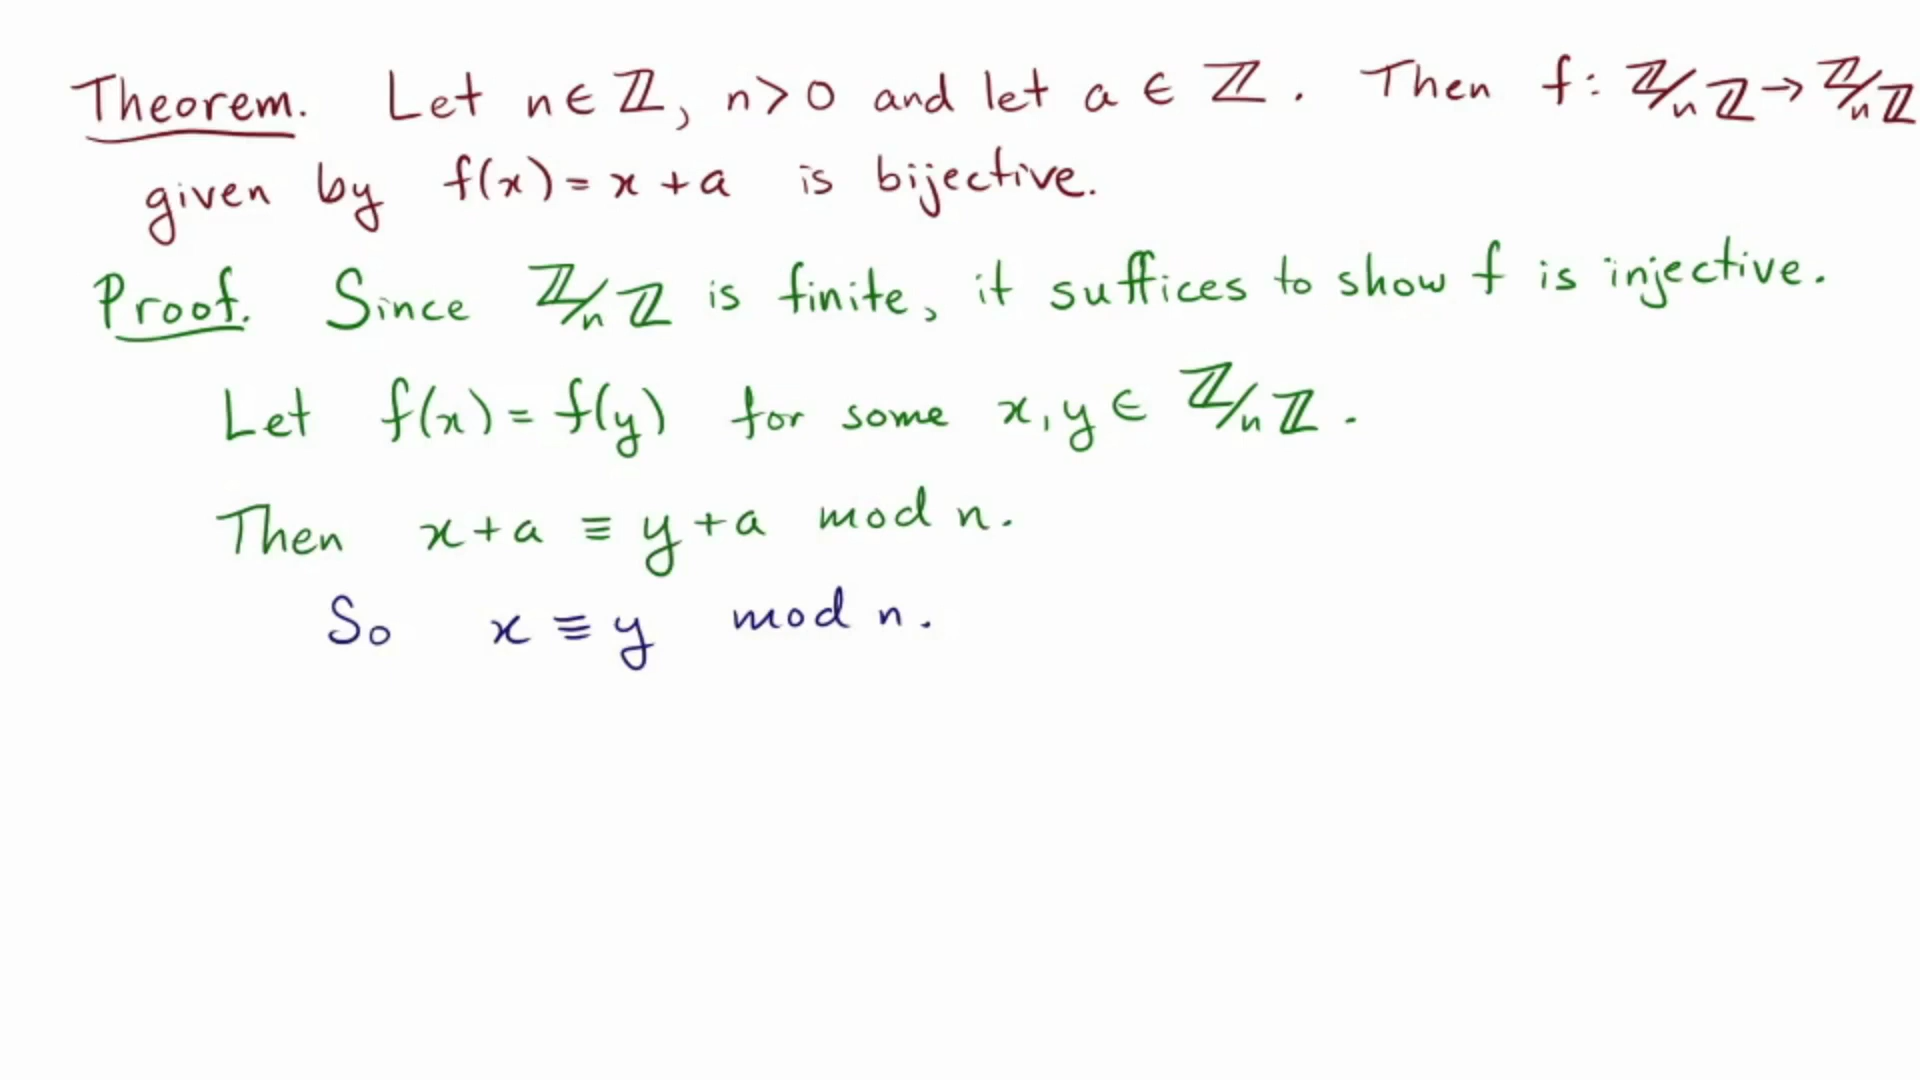 Theorem. Let n ∈ ℤ, n > 0 and let a ∈ ℤ. Then f: ℤ/nℤ → ℤ/nℤ
given by f(x) = x + a is bijective.
Proof. Since ℤ/nℤ is finite, it suffices to show f is injective.
Let f(x) = f(y) for some x, y ∈ ℤ/nℤ.
Then x + a ≡ y + a mod n.
So x ≡ y mod n.